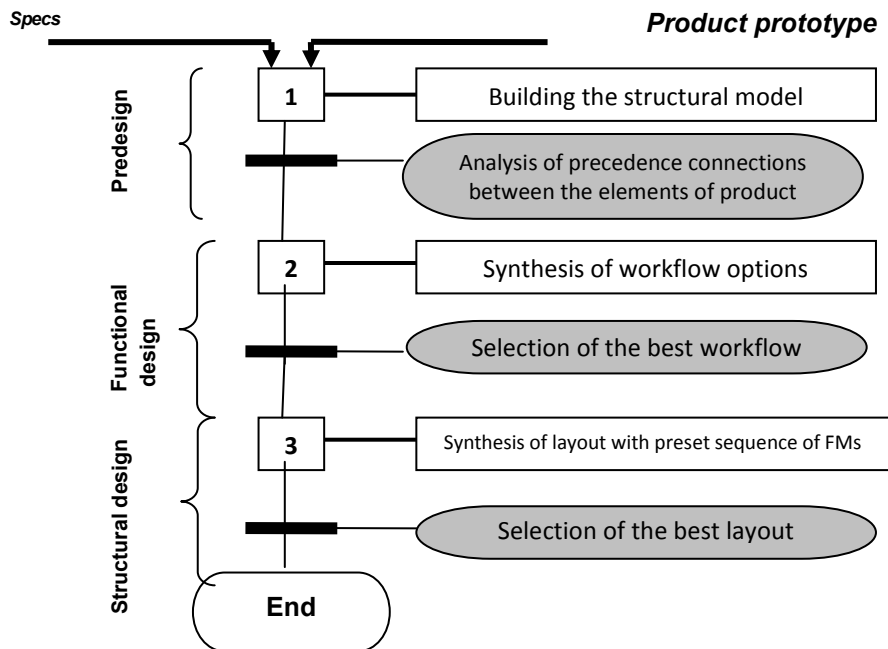 Specs
Product prototype
Predesign
1
Building the structural model
Analysis of precedence connections
between the elements of product
Functional
design
2
Synthesis of workflow options
Selection of the best workflow
Structural design
3
Synthesis of layout with preset sequence of FMs
Selection of the best layout
End